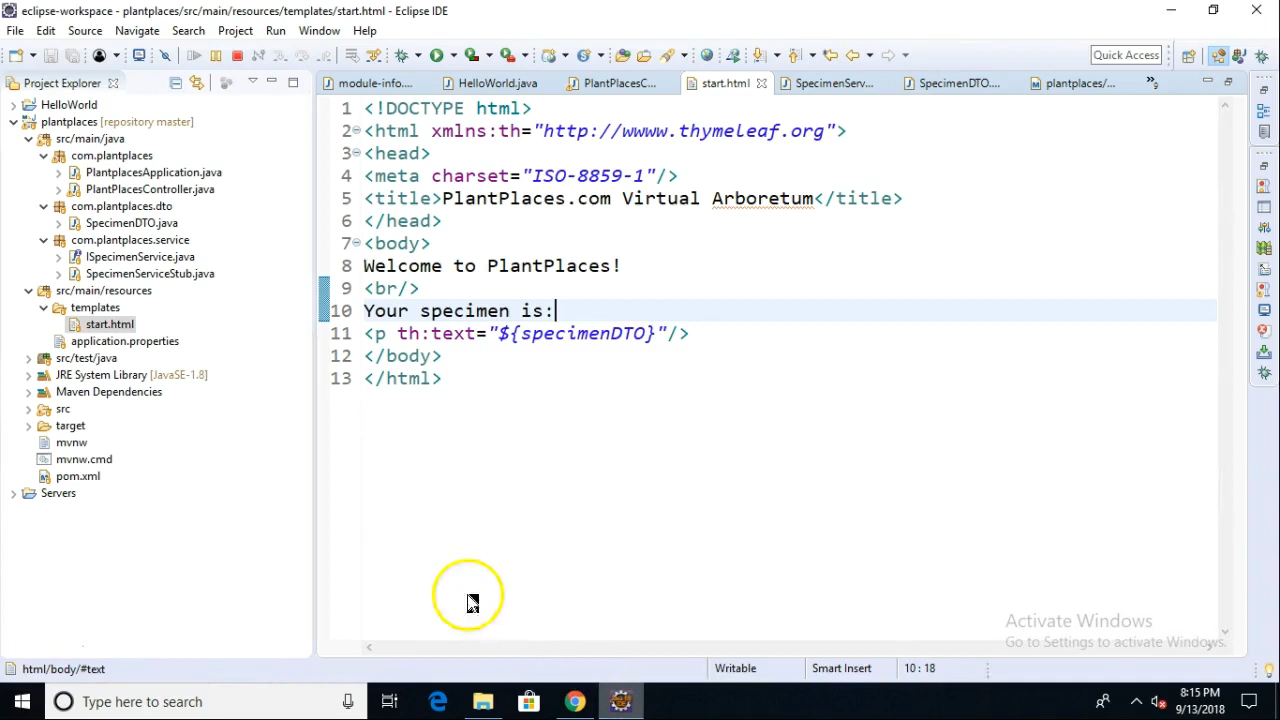 eclipse-workspace - plantplaces/src/main/resources/templates/start.html - Eclipse IDE
File Edit Source Navigate Search Project Run Window Help
Quick Access
Project Explorer
module-info....
HelloWorld.java
PlantPlacesC...
start.html
SpecimenServ...
SpecimenDTO....
plantplaces/...
HelloWorld
plantplaces [repository master]
src/main/java
com.plantplaces
PlantplacesApplication.java
PlantPlacesController.java
com.plantplaces.dto
SpecimenDTO.java
com.plantplaces.service
ISpecimenService.java
SpecimenServiceStub.java
src/main/resources
templates
start.html
application.properties
src/test/java
JRE System Library [JavaSE-1.8]
Maven Dependencies
src
target
mvnw
mvnw.cmd
pom.xml
Servers
1 <!DOCTYPE html>
2 <html xmlns:th="http://wwww.thymeleaf.org">
3 <head>
4 <meta charset="ISO-8859-1"/>
5 <title>PlantPlaces.com Virtual Arboretum</title>
6 </head>
7 <body>
8 Welcome to PlantPlaces!
9 <br/>
10 Your specimen is:
11 <p th:text="${specimenDTO}"/>
12 </body>
13 </html>
Activate Windows
Go to Settings to activate Windows.
html/body/#text
Writable
Smart Insert
10 : 18
Type here to search
8:15 PM
9/13/2018